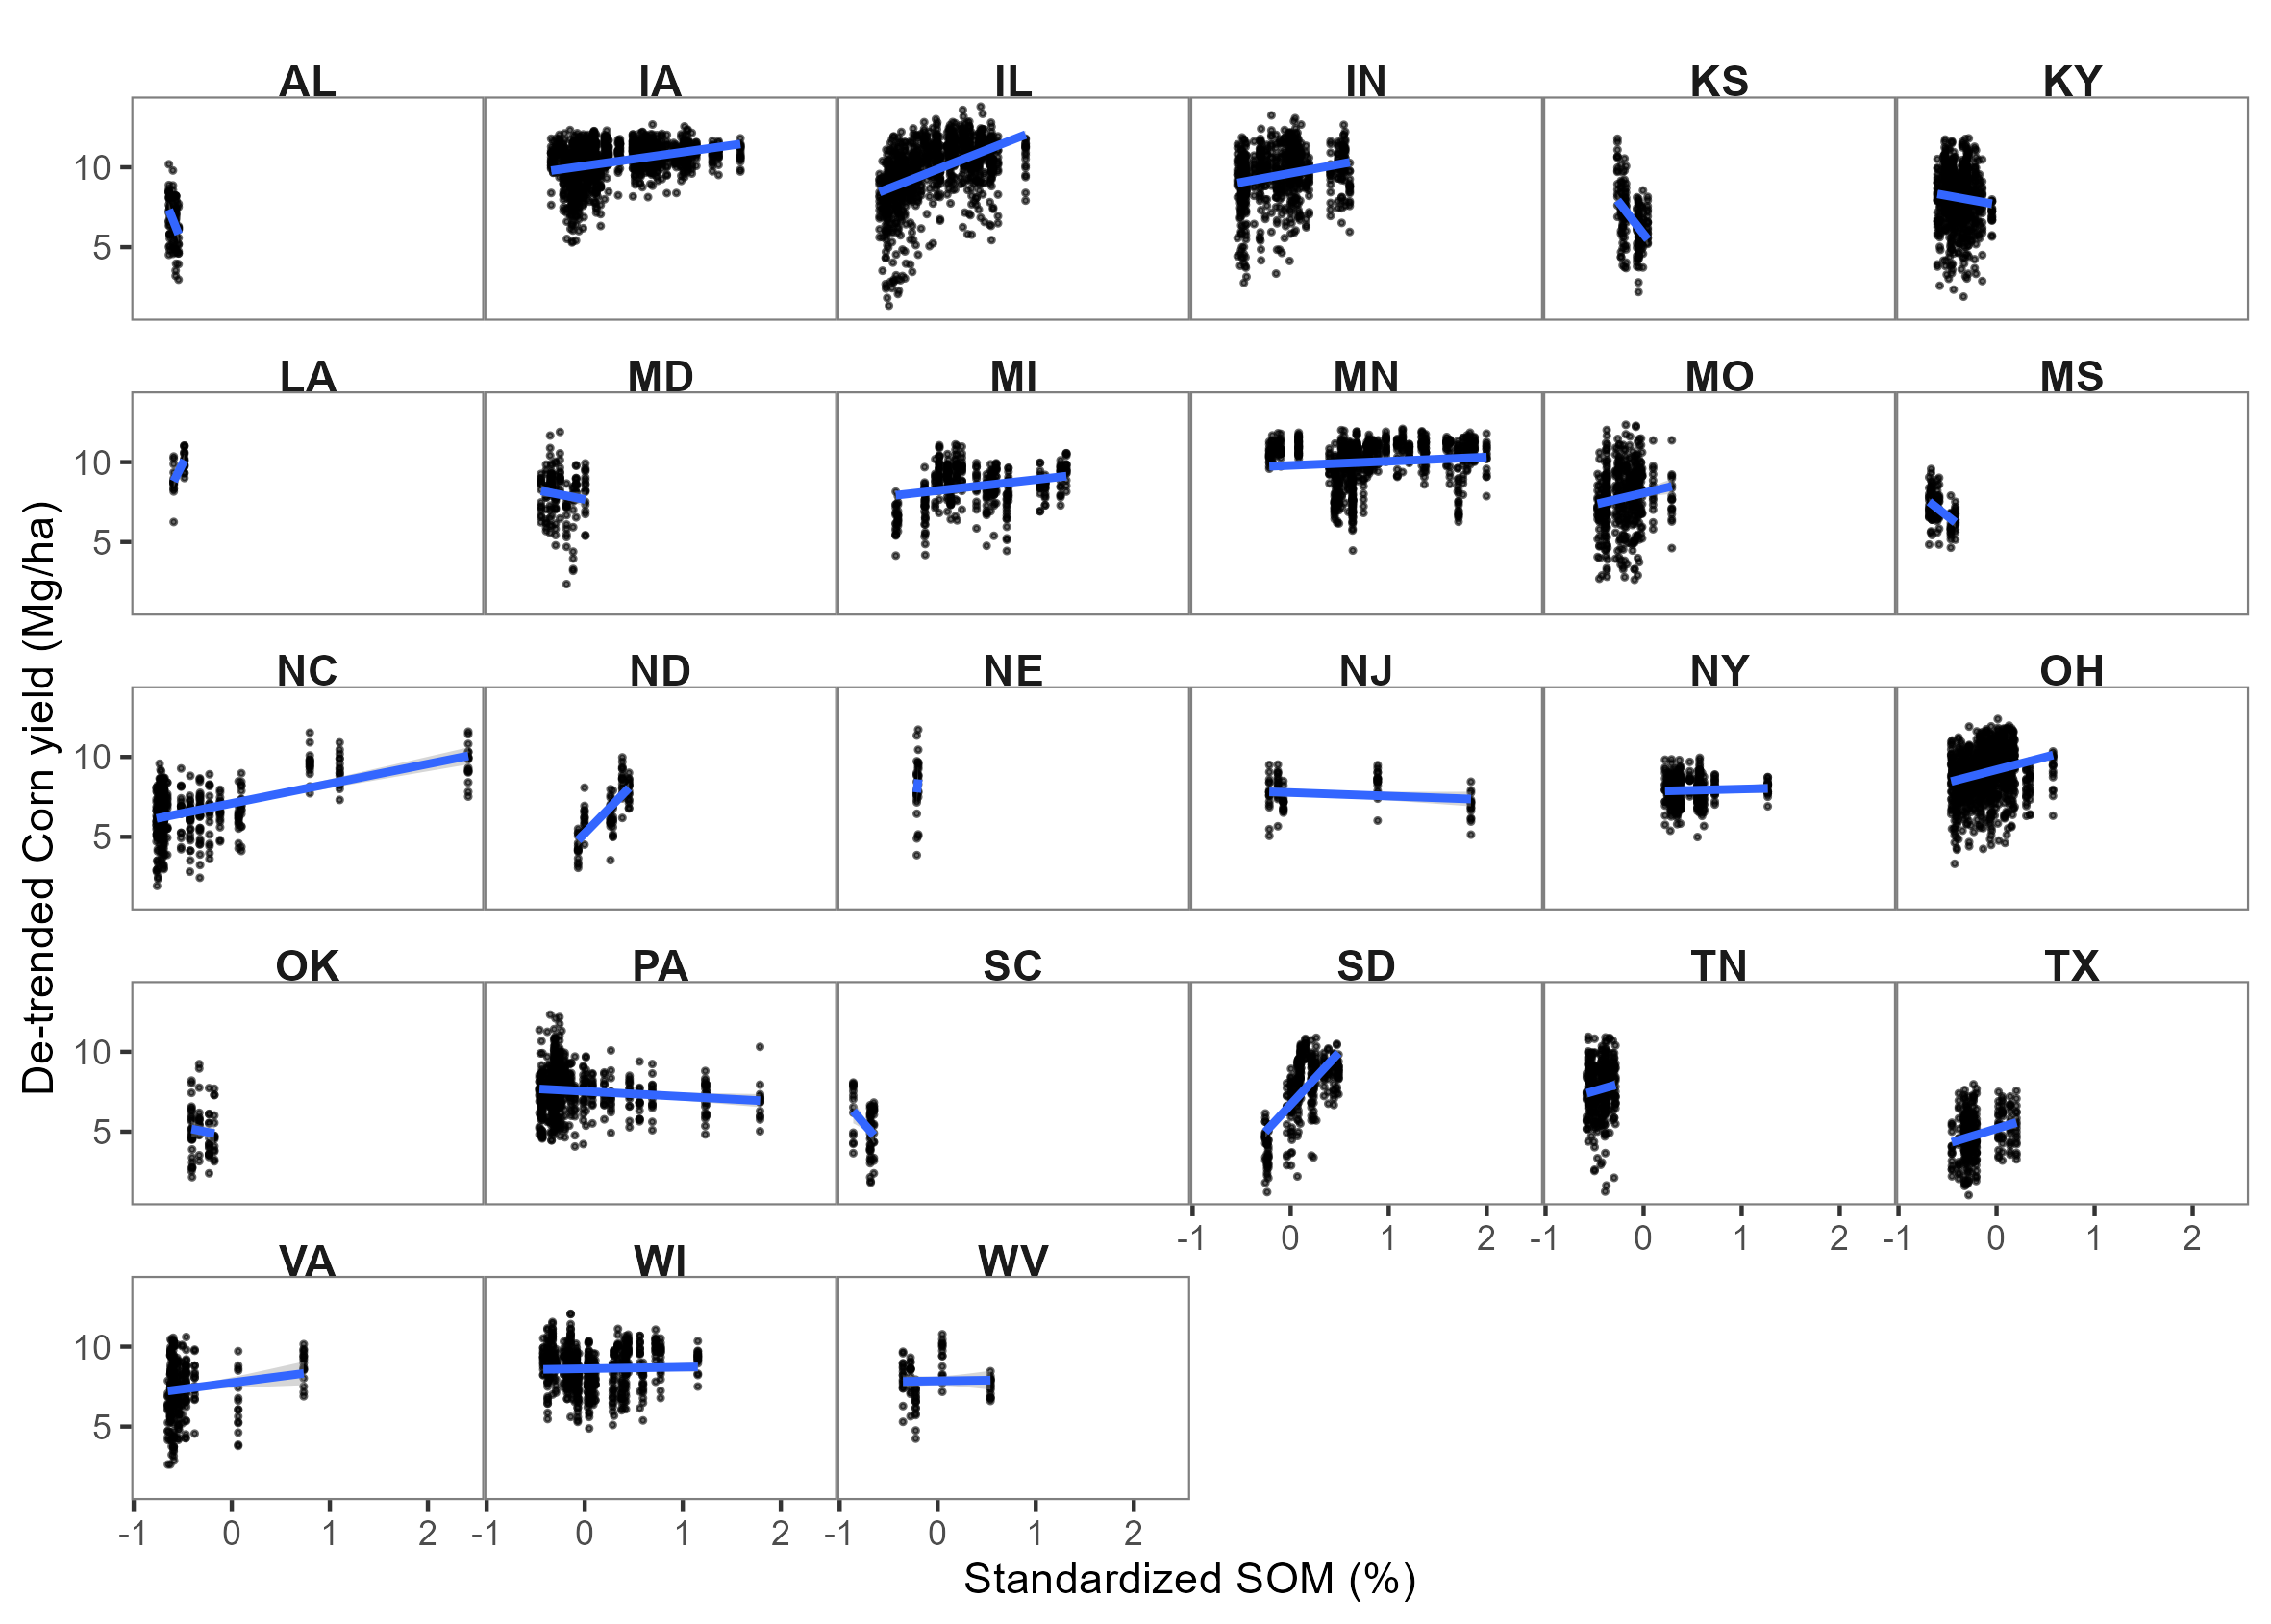 AL IA IL IN KS KY
10
5
LA MD MI MN MO MS
10
5
NC ND NE NJ NY OH
10
5
OK PA SC SD TN TX
10
5
-1 0 1 2 -1 0 1 2 -1 0 1 2
VA WI WV
10
5
-1 0 1 2 -1 0 1 2 -1 0 1 2
Standardized SOM (%)
De-trended Corn yield (Mg/ha)